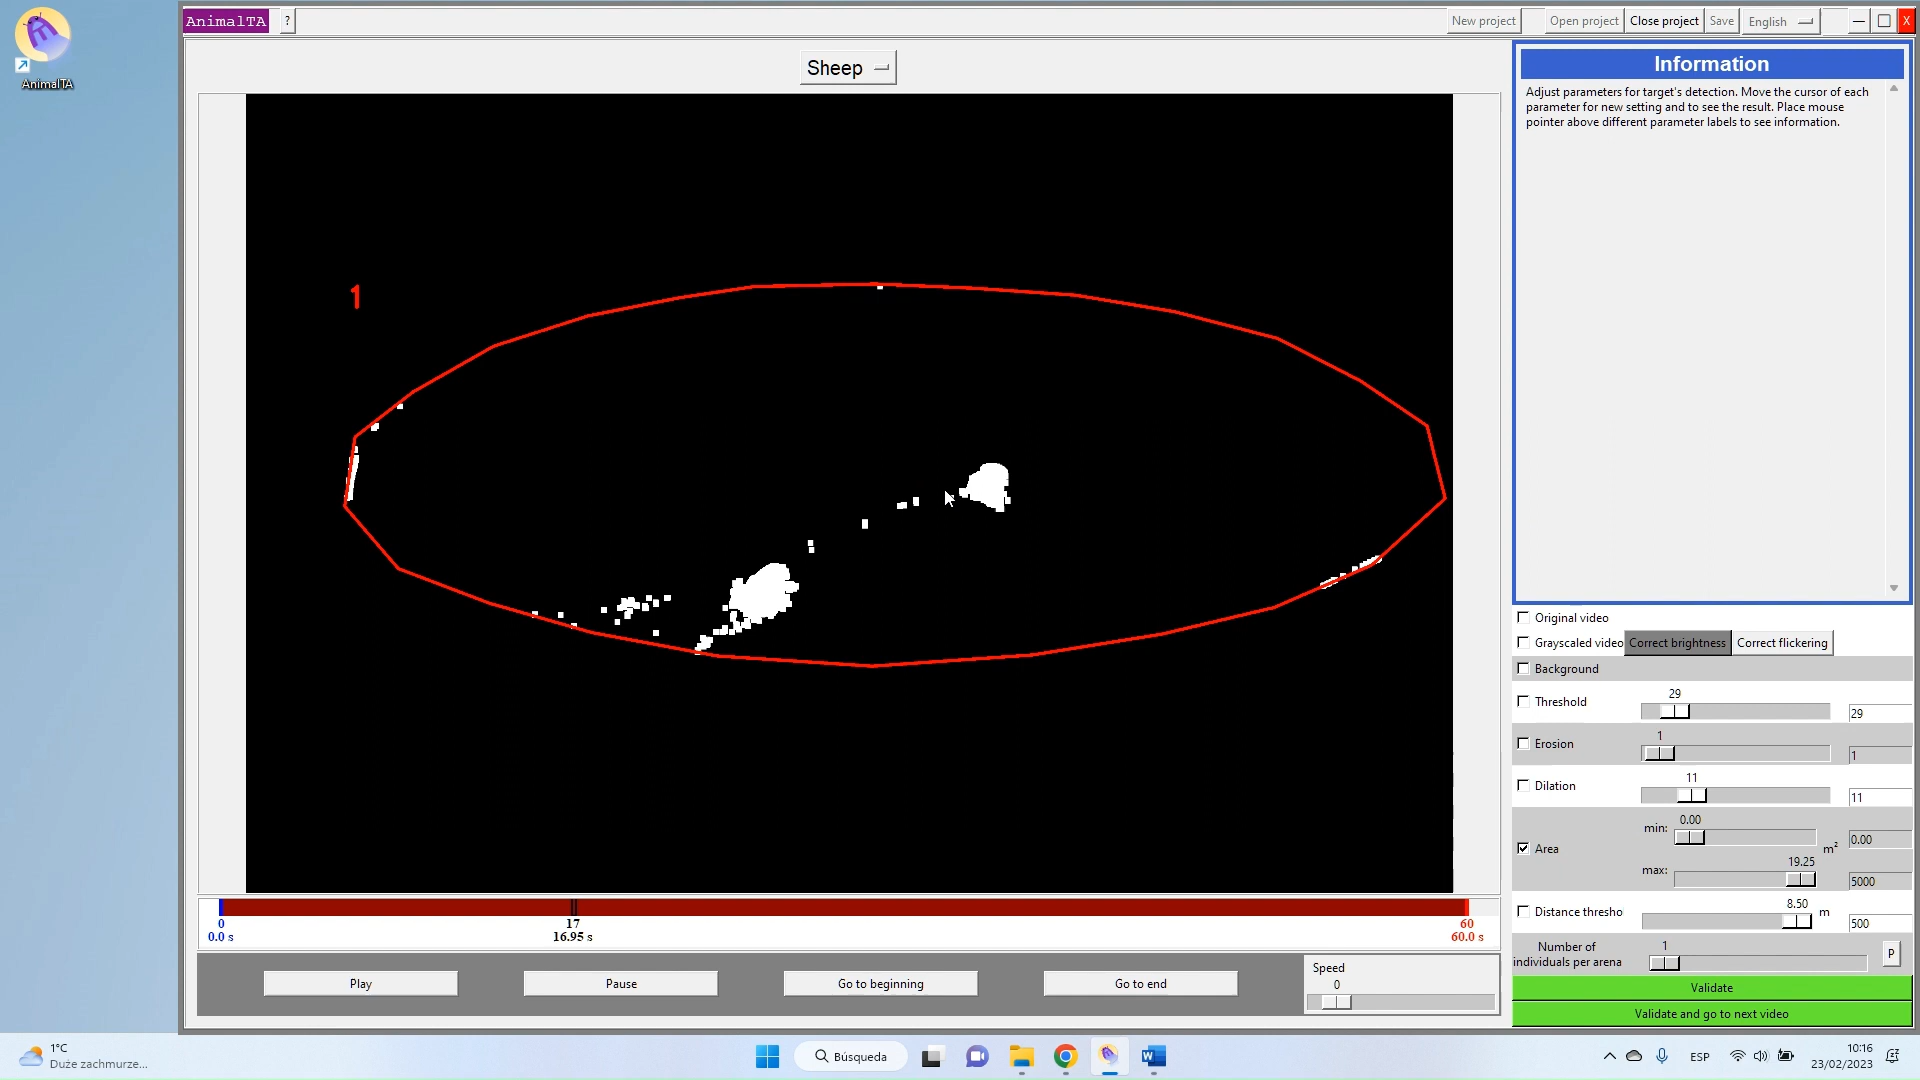 AnimalTA ? New project Open project Close project Save English X
AnimalTA
Sheep
Information
Adjust parameters for target's detection. Move the cursor of each
parameter for new setting and to see the result. Place mouse
pointer above different parameter labels to see information.
1
Original video
Grayscaled video Correct brightness Correct flickering
Background
29
Threshold 29
1
Erosion 1
11
Dilation 11
0.00
min: 0.00
Area m²
19.25
max: 5000
8.50
Distance thresho m 500
Number of
individuals per arena
1
P
Validate
Validate and go to next video
0 17 60
0.0 s 16.95 s 60.0 s
Play Pause Go to beginning Go to end
Speed
0
1°C
Duże zachmurze...
Búsqueda
ESP
10:16
23/02/2023